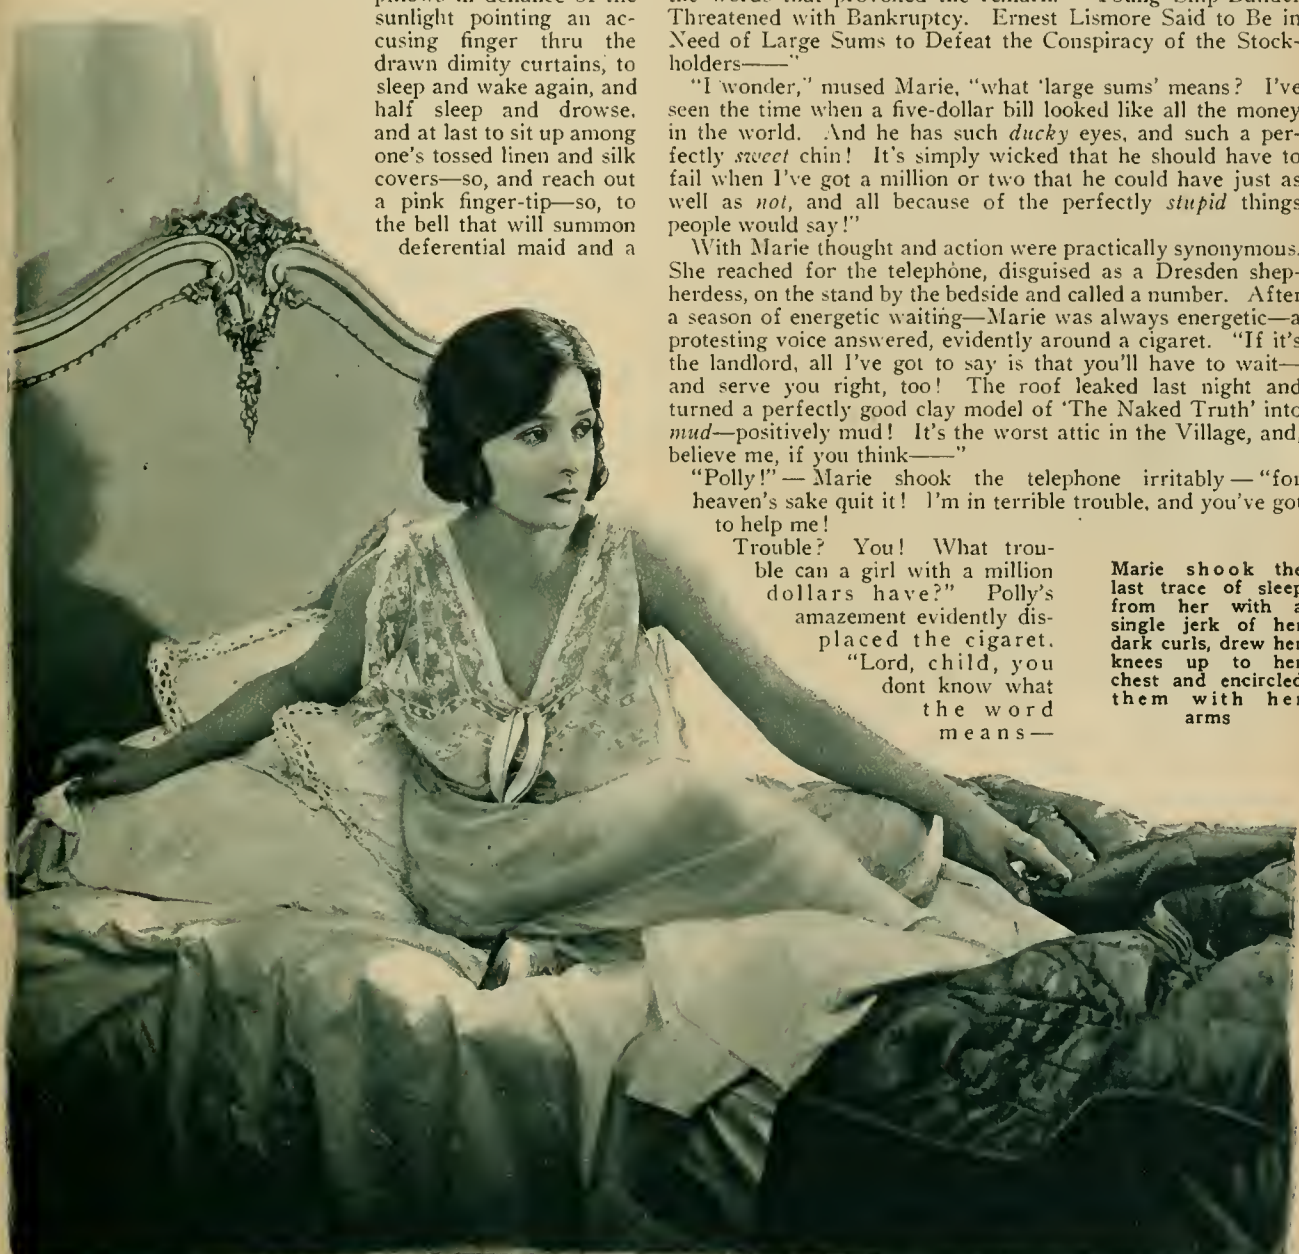 sunlight pointing an ac-
cusing finger thru the
drawn dimity curtains, to
sleep and wake again, and
half sleep and drowse,
and at last to sit up among
one's tossed linen and silk
covers—so, and reach out
a pink finger-tip—so, to
the bell that will summon
deferential maid and a
Threatened with Bankruptcy. Ernest Lismore Said to Be in
Need of Large Sums to Defeat the Conspiracy of the Stock-
holders——"
"I wonder," mused Marie, "what 'large sums' means? I've
seen the time when a five-dollar bill looked like all the money
in the world. And he has such ducky eyes, and such a per-
fectly sweet chin! It's simply wicked that he should have to
fail when I've got a million or two that he could have just as
well as not, and all because of the perfectly stupid things
people would say!"
With Marie thought and action were practically synonymous.
She reached for the telephone, disguised as a Dresden shep-
herdess, on the stand by the bedside and called a number. After
a season of energetic waiting—Marie was always energetic—a
protesting voice answered, evidently around a cigaret. "If it's
the landlord, all I've got to say is that you'll have to wait—
and serve you right, too! The roof leaked last night and
turned a perfectly good clay model of 'The Naked Truth' into
mud—positively mud! It's the worst attic in the Village, and,
believe me, if you think——"
"Polly!" — Marie shook the telephone irritably — "for
heaven's sake quit it! I'm in terrible trouble, and you've got
to help me!
Trouble? You! What trou-
ble can a girl with a million
dollars have?" Polly's
amazement evidently dis-
placed the cigaret.
"Lord, child, you
dont know what
the word
means—
Marie shook the
last trace of sleep
from her with a
single jerk of her
dark curls, drew her
knees up to her
chest and encircled
them with her
arms